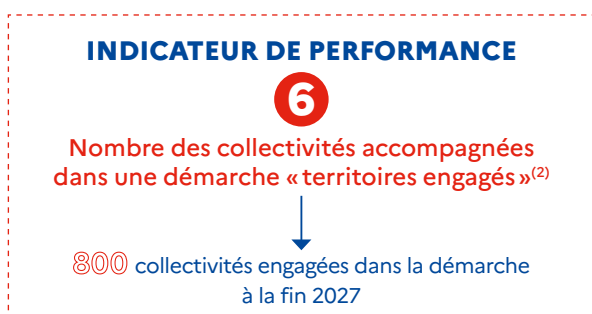 INDICATEUR DE PERFORMANCE
6
Nombre des collectivités accompagnées
dans une démarche « territoires engagés »(2)
800 collectivités engagées dans la démarche
à la fin 2027